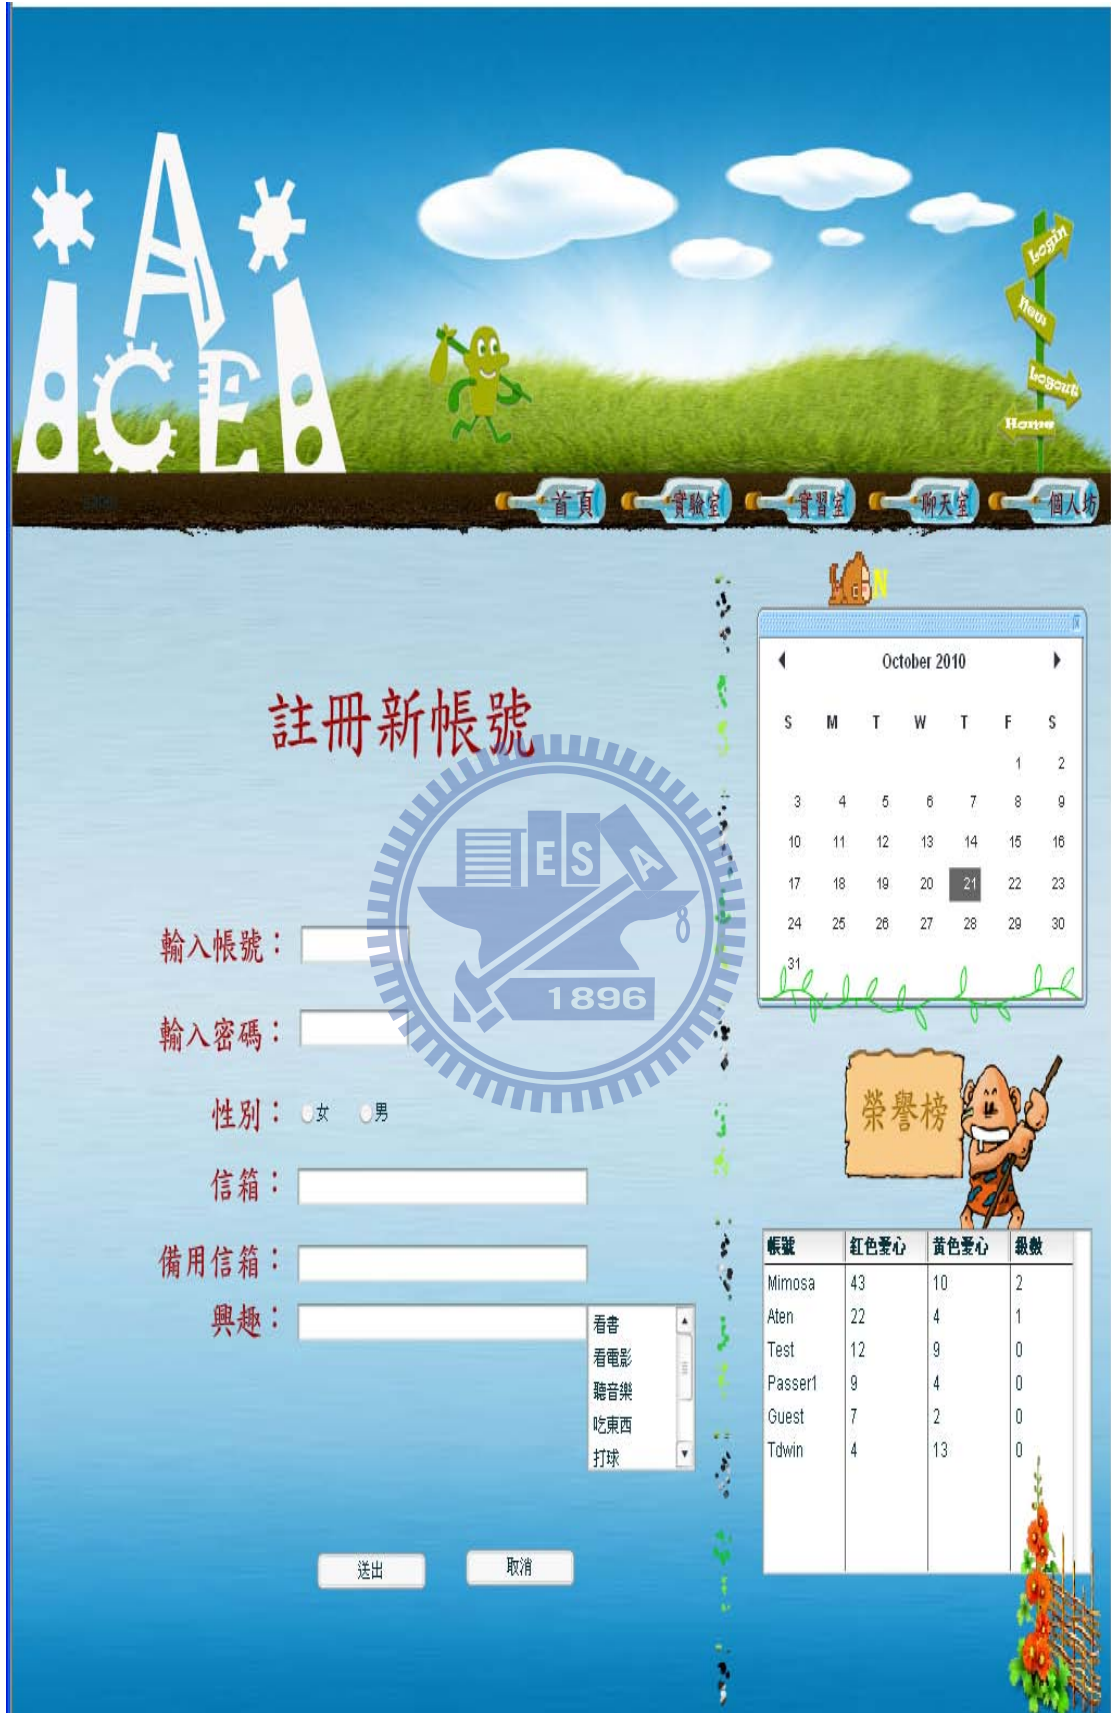 A
ACE
Login
New
Logout
Home
首頁 實驗室 實習室 聊天室 個人坊
October 2010
S M T W T F S
1 2
3 4 5 6 7 8 9
10 11 12 13 14 15 16
17 18 19 20 21 22 23
24 25 26 27 28 29 30
31
註冊新帳號
ESA
8
1896
輸入帳號：
輸入密碼：
性別： 女 男
信箱：
備用信箱：
興趣：
看書
看電影
聽音樂
吃東西
打球
送出 取消
榮譽榜
帳號 紅色愛心 黃色愛心 級數
Mimosa 43 10 2
Aten 22 4 1
Test 12 9 0
Passer1 9 4 0
Guest 7 2 0
Tdwin 4 13 0